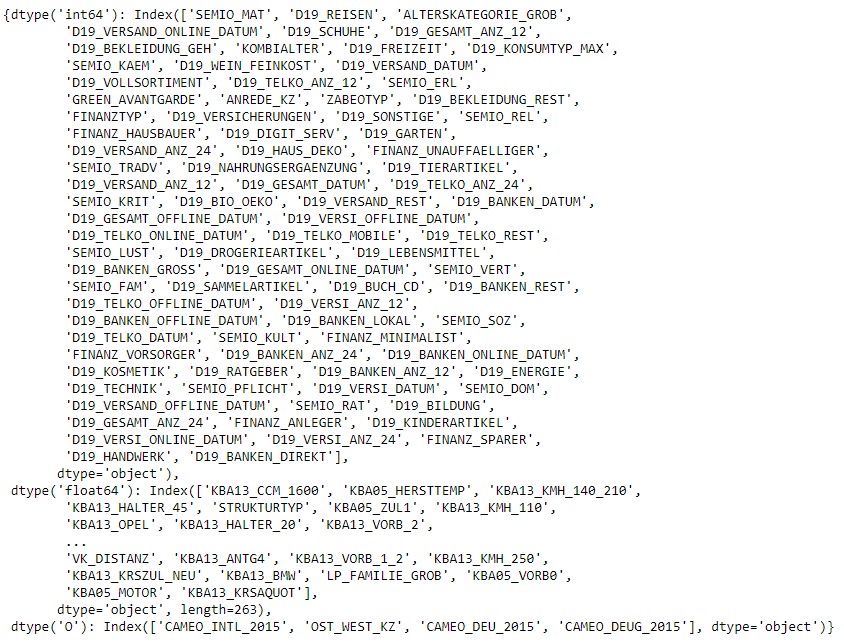 {dtype('int64'): Index(['SEMIO_MAT', 'D19_REISEN', 'ALTERSKATEGORIE_GROB',
'D19_VERSAND_ONLINE_DATUM', 'D19_SCHUHE', 'D19_GESAMT_ANZ_12',
'D19_BEKLEIDUNG_GEH', 'KOMBIALTER', 'D19_FREIZEIT', 'D19_KONSUMTYP_MAX',
'SEMIO_KAEM', 'D19_WEIN_FEINKOST', 'D19_VERSAND_DATUM',
'D19_VOLLSORTIMENT', 'D19_TELKO_ANZ_12', 'SEMIO_ERL',
'GREEN_AVANTGARDE', 'ANREDE_KZ', 'ZABEOTYP', 'D19_BEKLEIDUNG_REST',
'FINANZTYP', 'D19_VERSICHERUNGEN', 'D19_SONSTIGE', 'SEMIO_REL',
'FINANZ_HAUSBAUER', 'D19_DIGIT_SERV', 'D19_GARTEN',
'D19_VERSAND_ANZ_24', 'D19_HAUS_DEKO', 'FINANZ_UNAUFFAELLIGER',
'SEMIO_TRADV', 'D19_NAHRUNGSERGAENZUNG', 'D19_TIERARTIKEL',
'D19_VERSAND_ANZ_12', 'D19_GESAMT_DATUM', 'D19_TELKO_ANZ_24',
'SEMIO_KRIT', 'D19_BIO_OEKO', 'D19_VERSAND_REST', 'D19_BANKEN_DATUM',
'D19_GESAMT_OFFLINE_DATUM', 'D19_VERSI_OFFLINE_DATUM',
'D19_TELKO_ONLINE_DATUM', 'D19_TELKO_MOBILE', 'D19_TELKO_REST',
'SEMIO_LUST', 'D19_DROGERIEARTIKEL', 'D19_LEBENSMITTEL',
'D19_BANKEN_GROSS', 'D19_GESAMT_ONLINE_DATUM', 'SEMIO_VERT',
'SEMIO_FAM', 'D19_SAMMELARTIKEL', 'D19_BUCH_CD', 'D19_BANKEN_REST',
'D19_TELKO_OFFLINE_DATUM', 'D19_VERSI_ANZ_12',
'D19_BANKEN_OFFLINE_DATUM', 'D19_BANKEN_LOKAL', 'SEMIO_SOZ',
'D19_TELKO_DATUM', 'SEMIO_KULT', 'FINANZ_MINIMALIST',
'FINANZ_VORSORGER', 'D19_BANKEN_ANZ_24', 'D19_BANKEN_ONLINE_DATUM',
'D19_KOSMETIK', 'D19_RATGEBER', 'D19_BANKEN_ANZ_12', 'D19_ENERGIE',
'D19_TECHNIK', 'SEMIO_PFLICHT', 'D19_VERSI_DATUM', 'SEMIO_DOM',
'D19_VERSAND_OFFLINE_DATUM', 'SEMIO_RAT', 'D19_BILDUNG',
'D19_GESAMT_ANZ_24', 'FINANZ_ANLEGER', 'D19_KINDERARTIKEL',
'D19_VERSI_ONLINE_DATUM', 'D19_VERSI_ANZ_24', 'FINANZ_SPARER',
'D19_HANDWERK', 'D19_BANKEN_DIREKT'],
dtype='object'),
dtype('float64'): Index(['KBA13_CCM_1600', 'KBA05_HERSTTEMP', 'KBA13_KMH_140_210',
'KBA13_HALTER_45', 'STRUKTURTYP', 'KBA05_ZUL1', 'KBA13_KMH_110',
'KBA13_OPEL', 'KBA13_HALTER_20', 'KBA13_VORB_2',
...
'VK_DISTANZ', 'KBA13_ANTG4', 'KBA13_VORB_1_2', 'KBA13_KMH_250',
'KBA13_KRSZUL_NEU', 'KBA13_BMW', 'LP_FAMILIE_GROB', 'KBA05_VORB0',
'KBA05_MOTOR', 'KBA13_KRSAQUOT'],
dtype='object', length=263),
dtype('O'): Index(['CAMEO_INTL_2015', 'OST_WEST_KZ', 'CAMEO_DEU_2015', 'CAMEO_DEUG_2015'], dtype='object')}